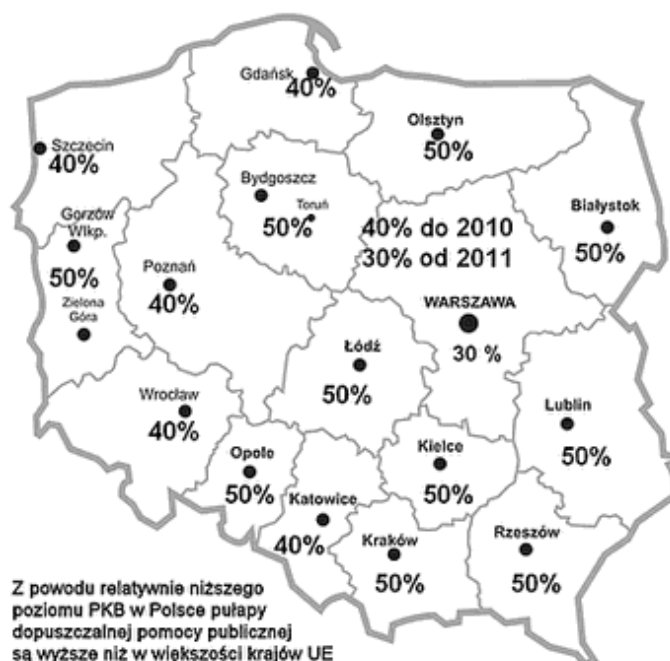 Gdańsk
40%
Olsztyn
50%
Szczecin
40%
Bydgoszcz
Toruń
50%
40% do 2010
30% od 2011
Białystok
50%
Gorzów
Wlkp.
50%
Zielona
Góra
Poznań
40%
WARSZAWA
30 %
Łódź
50%
Wrocław
40%
Lublin
50%
Opole
50%
Kielce
50%
Katowice
40%
Kraków
50%
Rzeszów
50%
Z powodu relatywnie niższego
poziomu PKB w Polsce pułapy
dopuszczalnej pomocy publicznej
są wyższe niż w większości krajów UE